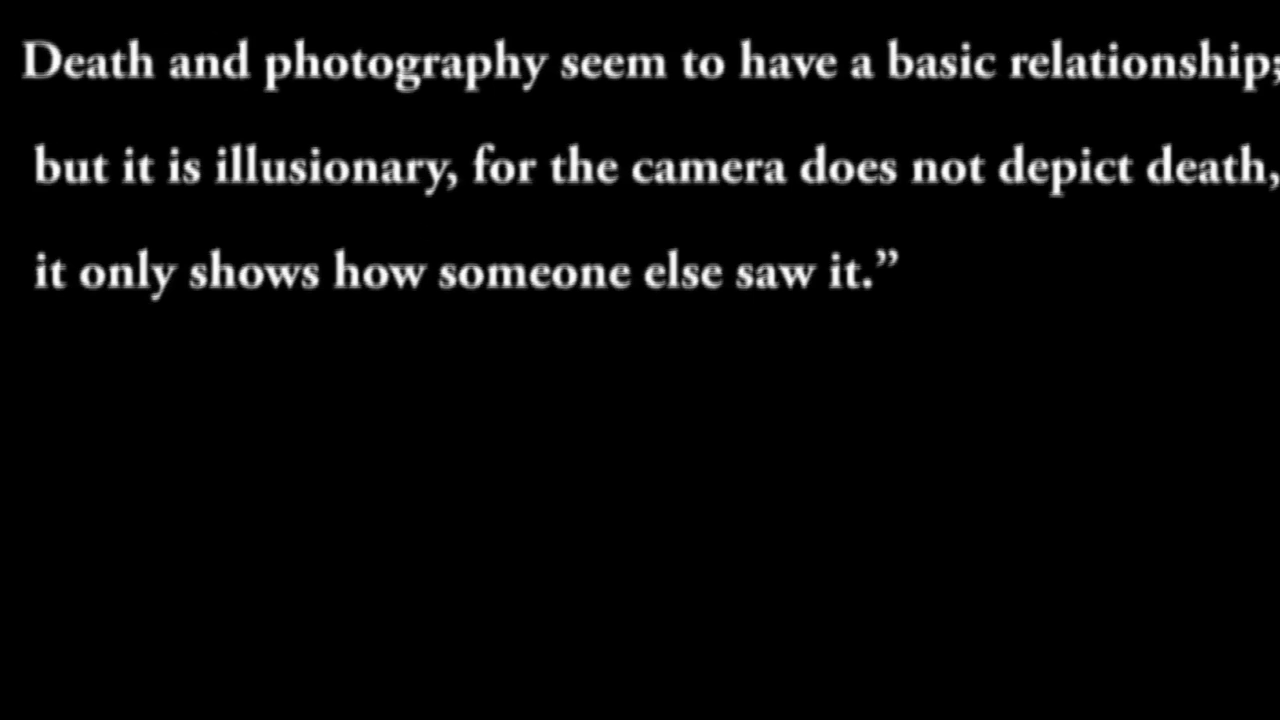 Death and photography seem to have a basic relationship;
but it is illusionary, for the camera does not depict death,
it only shows how someone else saw it.”